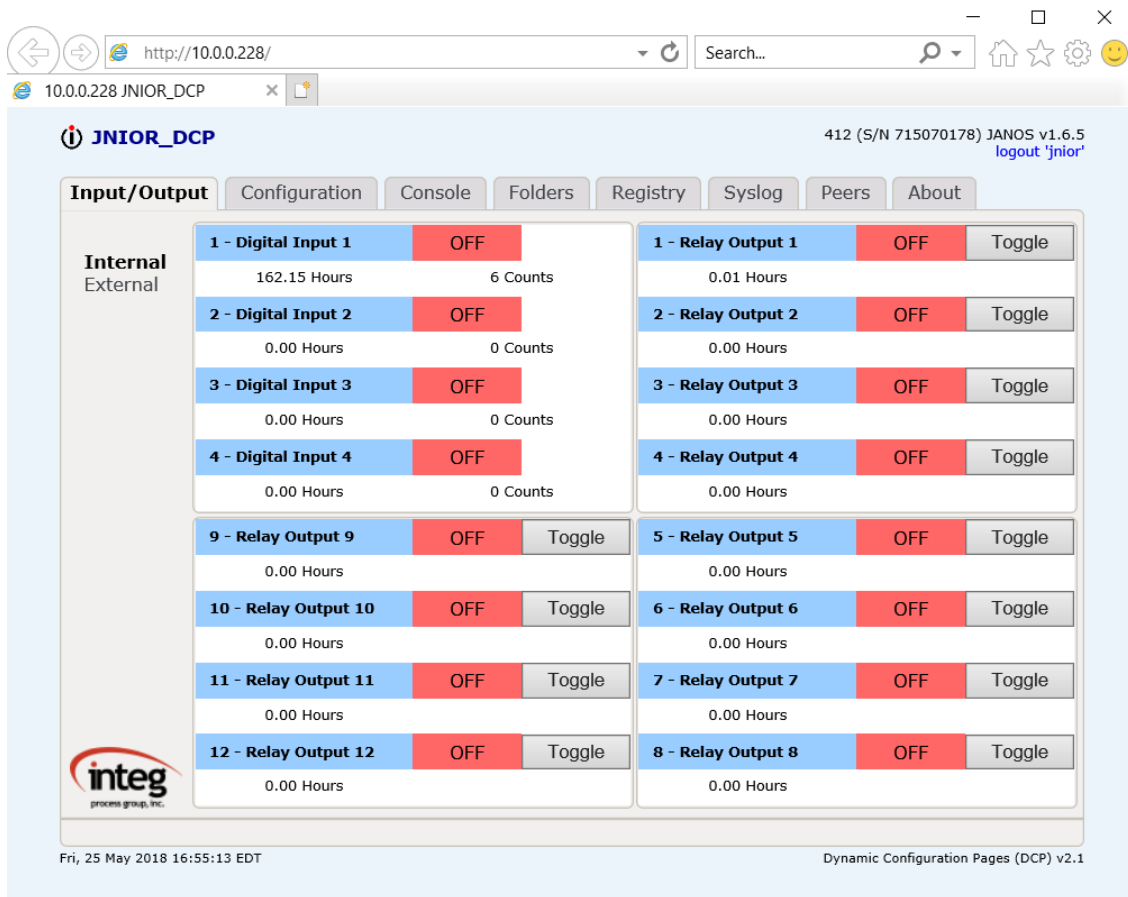 http://10.0.0.228/ Search...
10.0.0.228 JNIOR_DCP
JNIOR_DCP
412 (S/N 715070178) JANOS v1.6.5
logout 'jnior'
Input/Output Configuration Console Folders Registry Syslog Peers About
Internal
External
1 - Digital Input 1 OFF
162.15 Hours 6 Counts
2 - Digital Input 2 OFF
0.00 Hours 0 Counts
3 - Digital Input 3 OFF
0.00 Hours 0 Counts
4 - Digital Input 4 OFF
0.00 Hours 0 Counts
1 - Relay Output 1 OFF Toggle
0.01 Hours
2 - Relay Output 2 OFF Toggle
0.00 Hours
3 - Relay Output 3 OFF Toggle
0.00 Hours
4 - Relay Output 4 OFF Toggle
0.00 Hours
9 - Relay Output 9 OFF Toggle
0.00 Hours
10 - Relay Output 10 OFF Toggle
0.00 Hours
11 - Relay Output 11 OFF Toggle
0.00 Hours
12 - Relay Output 12 OFF Toggle
0.00 Hours
5 - Relay Output 5 OFF Toggle
0.00 Hours
6 - Relay Output 6 OFF Toggle
0.00 Hours
7 - Relay Output 7 OFF Toggle
0.00 Hours
8 - Relay Output 8 OFF Toggle
0.00 Hours
integ
process group, inc.
Fri, 25 May 2018 16:55:13 EDT
Dynamic Configuration Pages (DCP) v2.1